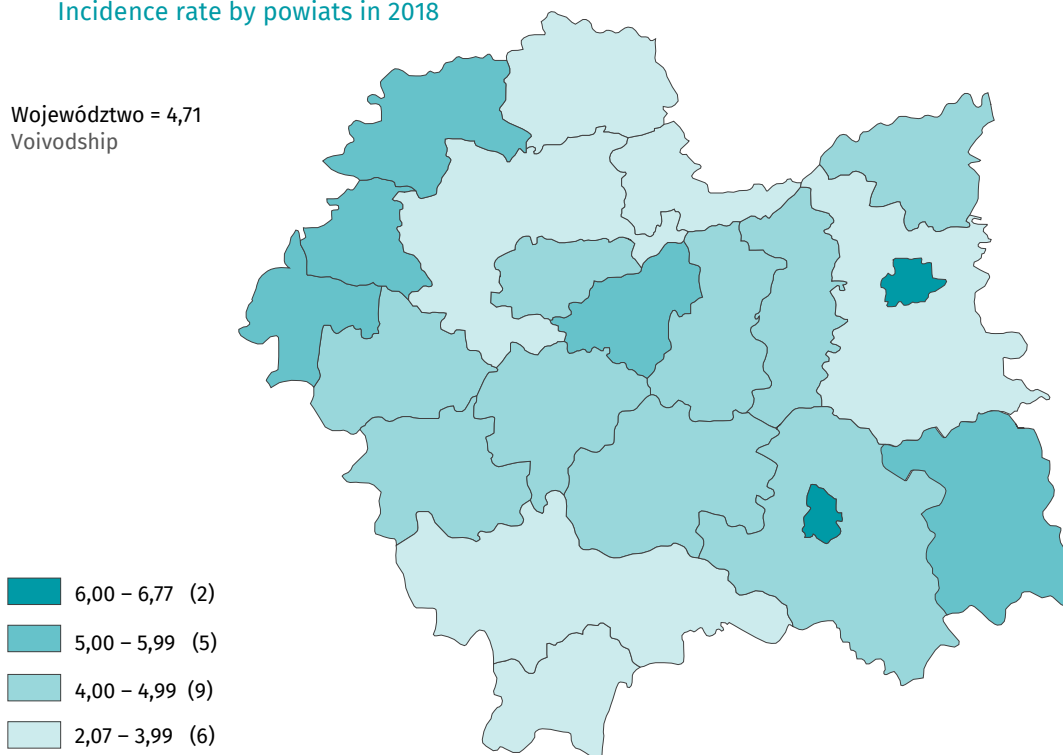 Incidence rate by powiats in 2018
Województwo = 4,71
Voivodship
6,00 – 6,77 (2)
5,00 – 5,99 (5)
4,00 – 4,99 (9)
2,07 – 3,99 (6)